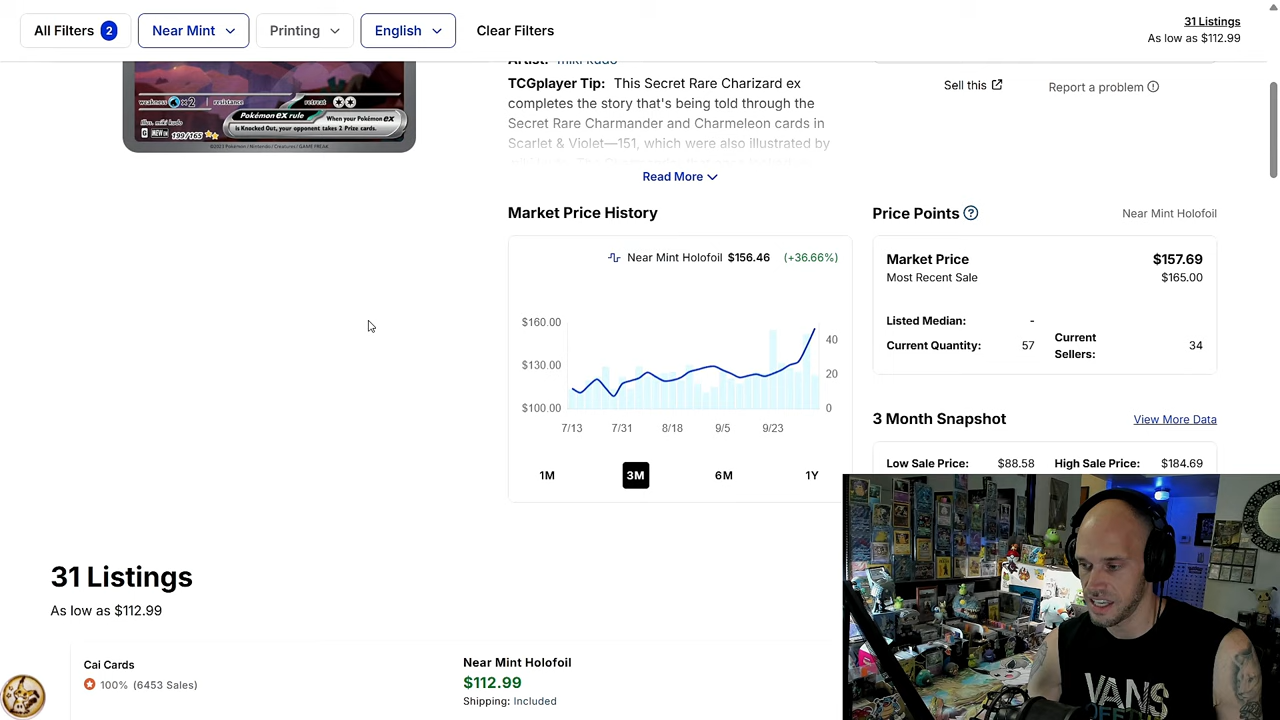 All Filters 2
Near Mint
Printing
English
Clear Filters
31 Listings
As low as $112.99
weakness x2 resistance retreat
Pokémon ex rule
When your Pokémon ex is Knocked Out, your opponent takes 2 Prize cards.
Illus. miki kudo
199/165
Artist: miki kudo
TCGplayer Tip: This Secret Rare Charizard ex
completes the story that's being told through the
Secret Rare Charmander and Charmeleon cards in
Scarlet & Violet—151, which were also illustrated by
Read More
Sell this
Report a problem
Market Price History
Near Mint Holofoil $156.46 (+36.66%)
$160.00
$130.00
$100.00
40
20
0
7/13 7/31 8/18 9/5 9/23
1M 3M 6M 1Y
Price Points
Near Mint Holofoil
Market Price $157.69
Most Recent Sale $165.00
Listed Median: -
Current Quantity: 57
Current Sellers: 34
3 Month Snapshot
View More Data
Low Sale Price: $88.58
High Sale Price: $184.69
31 Listings
As low as $112.99
Cai Cards
100% (6453 Sales)
Near Mint Holofoil
$112.99
Shipping: Included
VANS